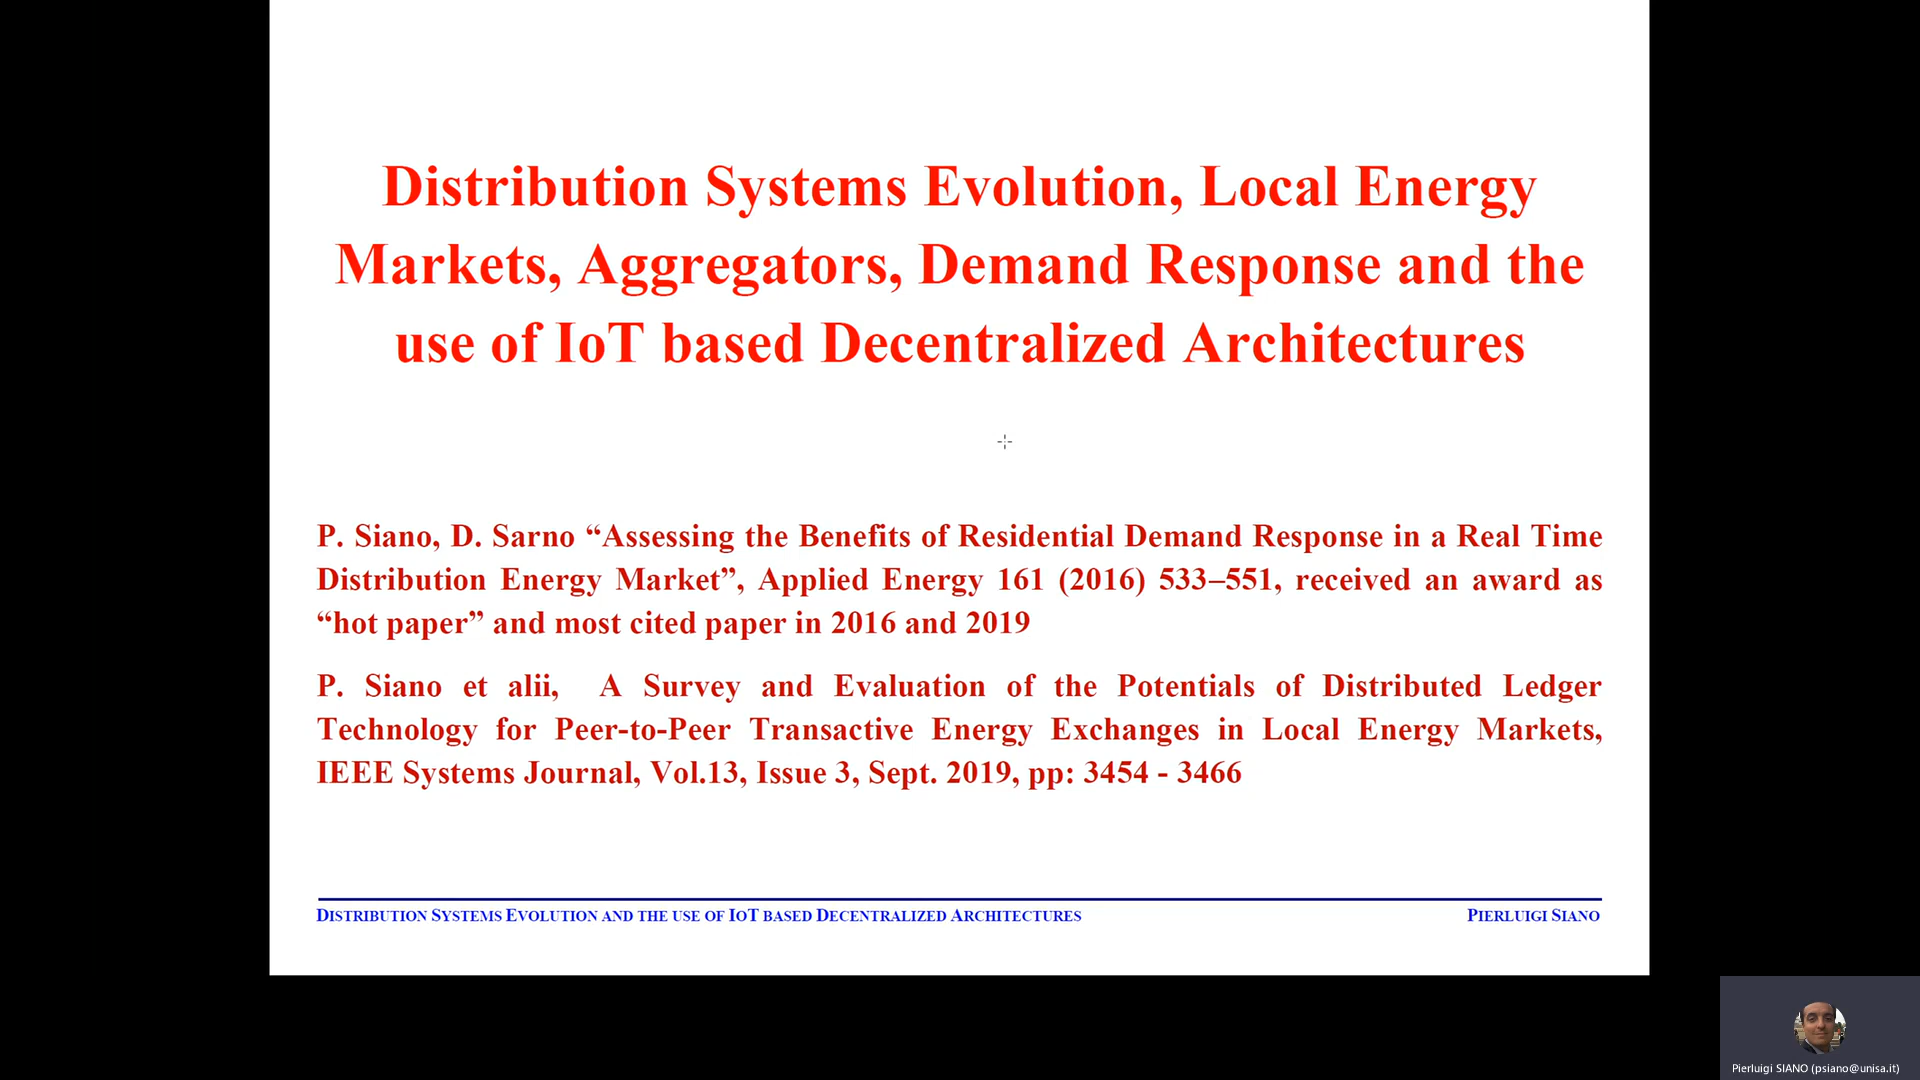 Distribution Systems Evolution, Local Energy
Markets, Aggregators, Demand Response and the
use of IoT based Decentralized Architectures
P. Siano, D. Sarno “Assessing the Benefits of Residential Demand Response in a Real Time
Distribution Energy Market”, Applied Energy 161 (2016) 533–551, received an award as
“hot paper” and most cited paper in 2016 and 2019
P. Siano et alii, A Survey and Evaluation of the Potentials of Distributed Ledger
Technology for Peer-to-Peer Transactive Energy Exchanges in Local Energy Markets,
IEEE Systems Journal, Vol.13, Issue 3, Sept. 2019, pp: 3454 - 3466
DISTRIBUTION SYSTEMS EVOLUTION AND THE USE OF IOT BASED DECENTRALIZED ARCHITECTURES PIERLUIGI SIANO
Pierluigi SIANO (psiano@unisa.it)